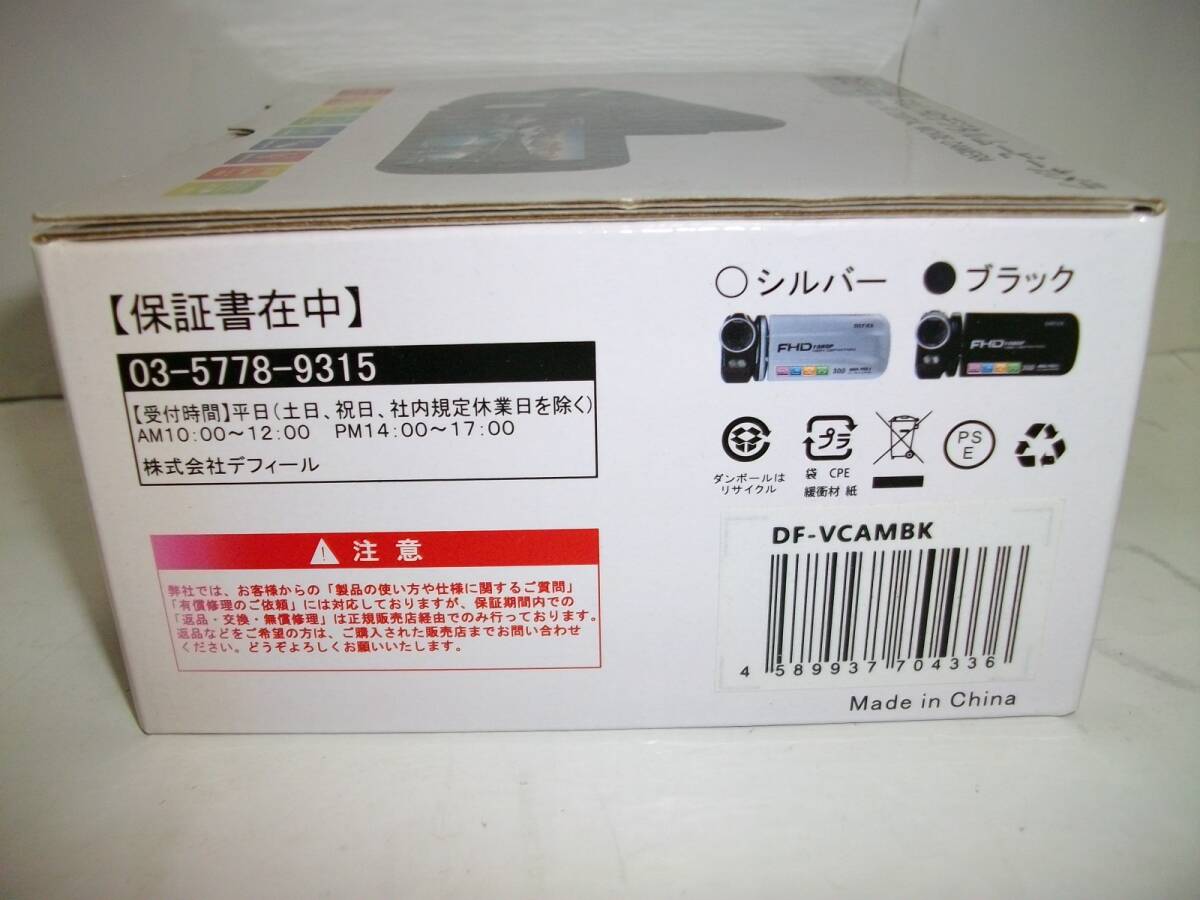 【保証書在中】
03-5778-9315
【受付時間】平日(土日、祝日、社内規定休業日を除く)
AM10:00～12:00 PM14:00～17:00
株式会社デフィール
注意
弊社では、お客様からの「製品の使い方や仕様に関するご質問」
「有償修理のご依頼」には対応しておりますが、保証期間内での
「返品・交換・無償修理」は正規販売店経由でのみ行っております。
返品などをご希望の方は、ご購入された販売店までお問い合わせ
ください。どうぞよろしくお願いいたします。
○シルバー ●ブラック
FHD 1080P
FHD 1080P
ダンボールは
リサイクル
プラ
袋 CPE
緩衝材 紙
PS
E
DF-VCAMBK
4 589937 704336
Made in China